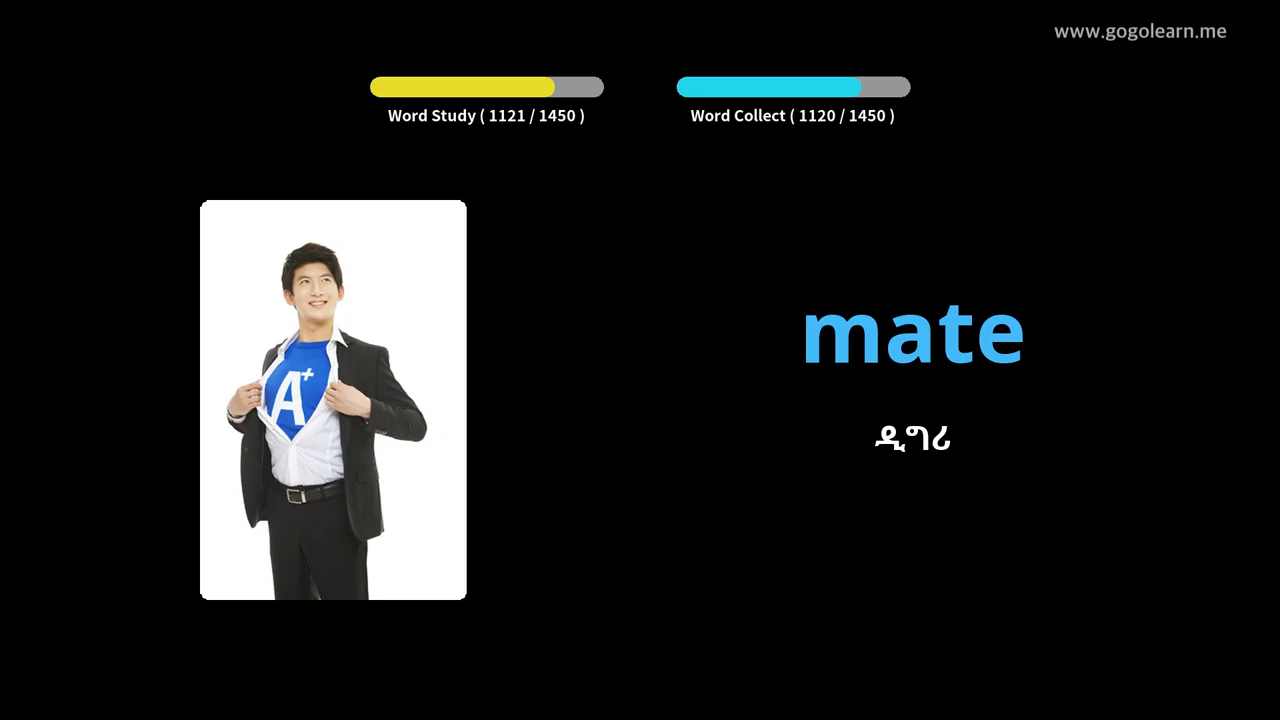 www.gogolearn.me
Word Study ( 1121 / 1450 )
Word Collect ( 1120 / 1450 )
A+
mate
ዲግሪ